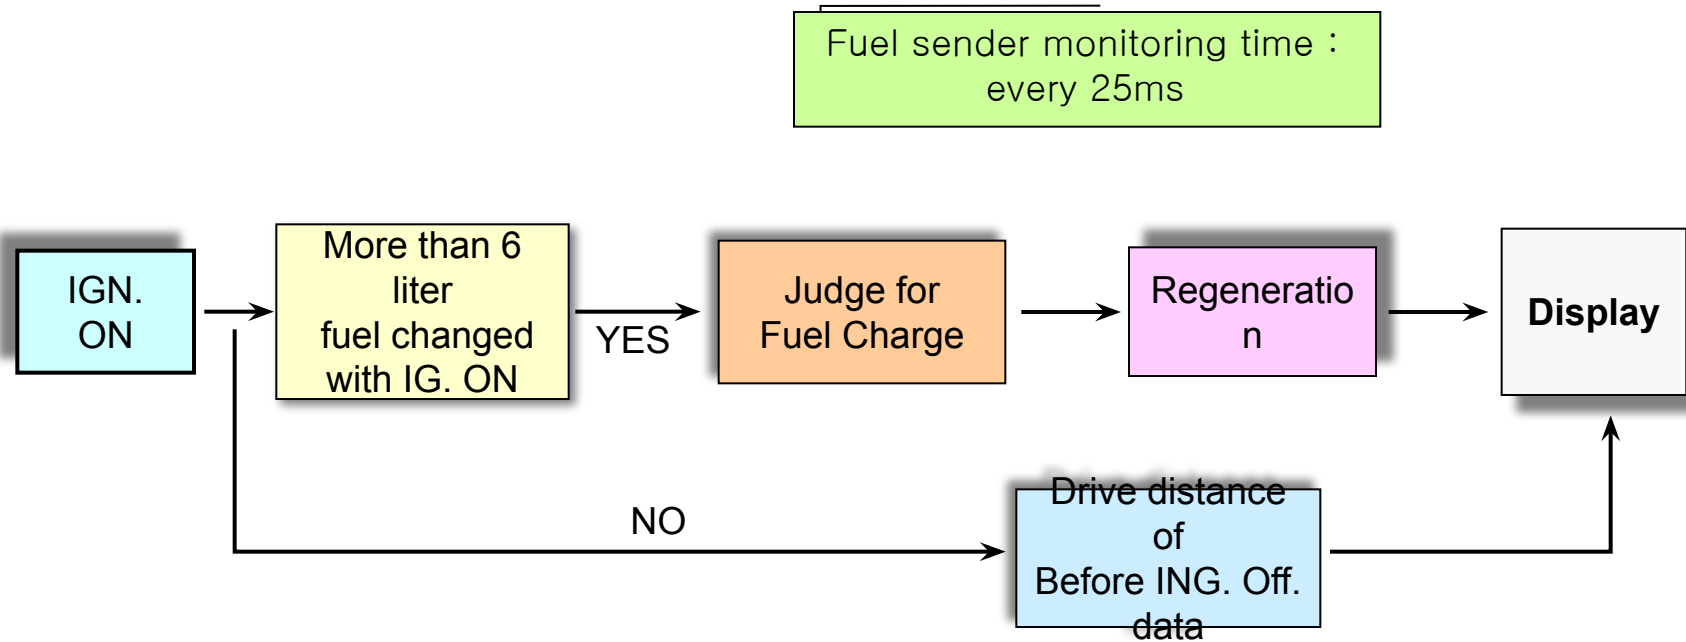 Fuel sender monitoring time :
every 25ms
IGN.
ON
More than 6
liter
fuel changed
with IG. ON
YES
Judge for
Fuel Charge
Regeneratio
n
Display
NO
Drive distance
of
Before ING. Off.
data